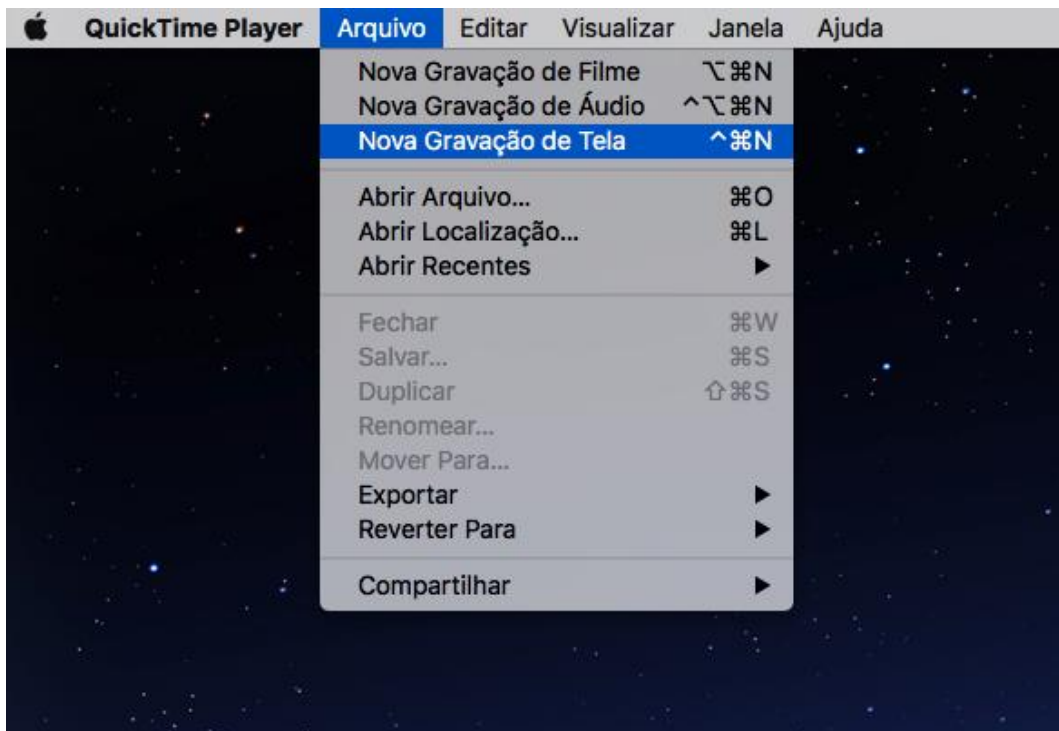 QuickTime Player Arquivo Editar Visualizar Janela Ajuda
Nova Gravação de Filme ⌥⌘N
Nova Gravação de Áudio ^⌥⌘N
Nova Gravação de Tela ^⌘N
Abrir Arquivo... ⌘O
Abrir Localização... ⌘L
Abrir Recentes ▶
Fechar ⌘W
Salvar... ⌘S
Duplicar ⇧⌘S
Renomear...
Mover Para...
Exportar ▶
Reverter Para ▶
Compartilhar ▶